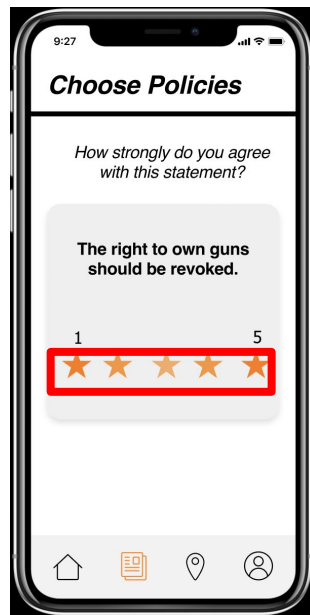 9:27
Choose Policies
How strongly do you agree
with this statement?
The right to own guns
should be revoked.
1 5